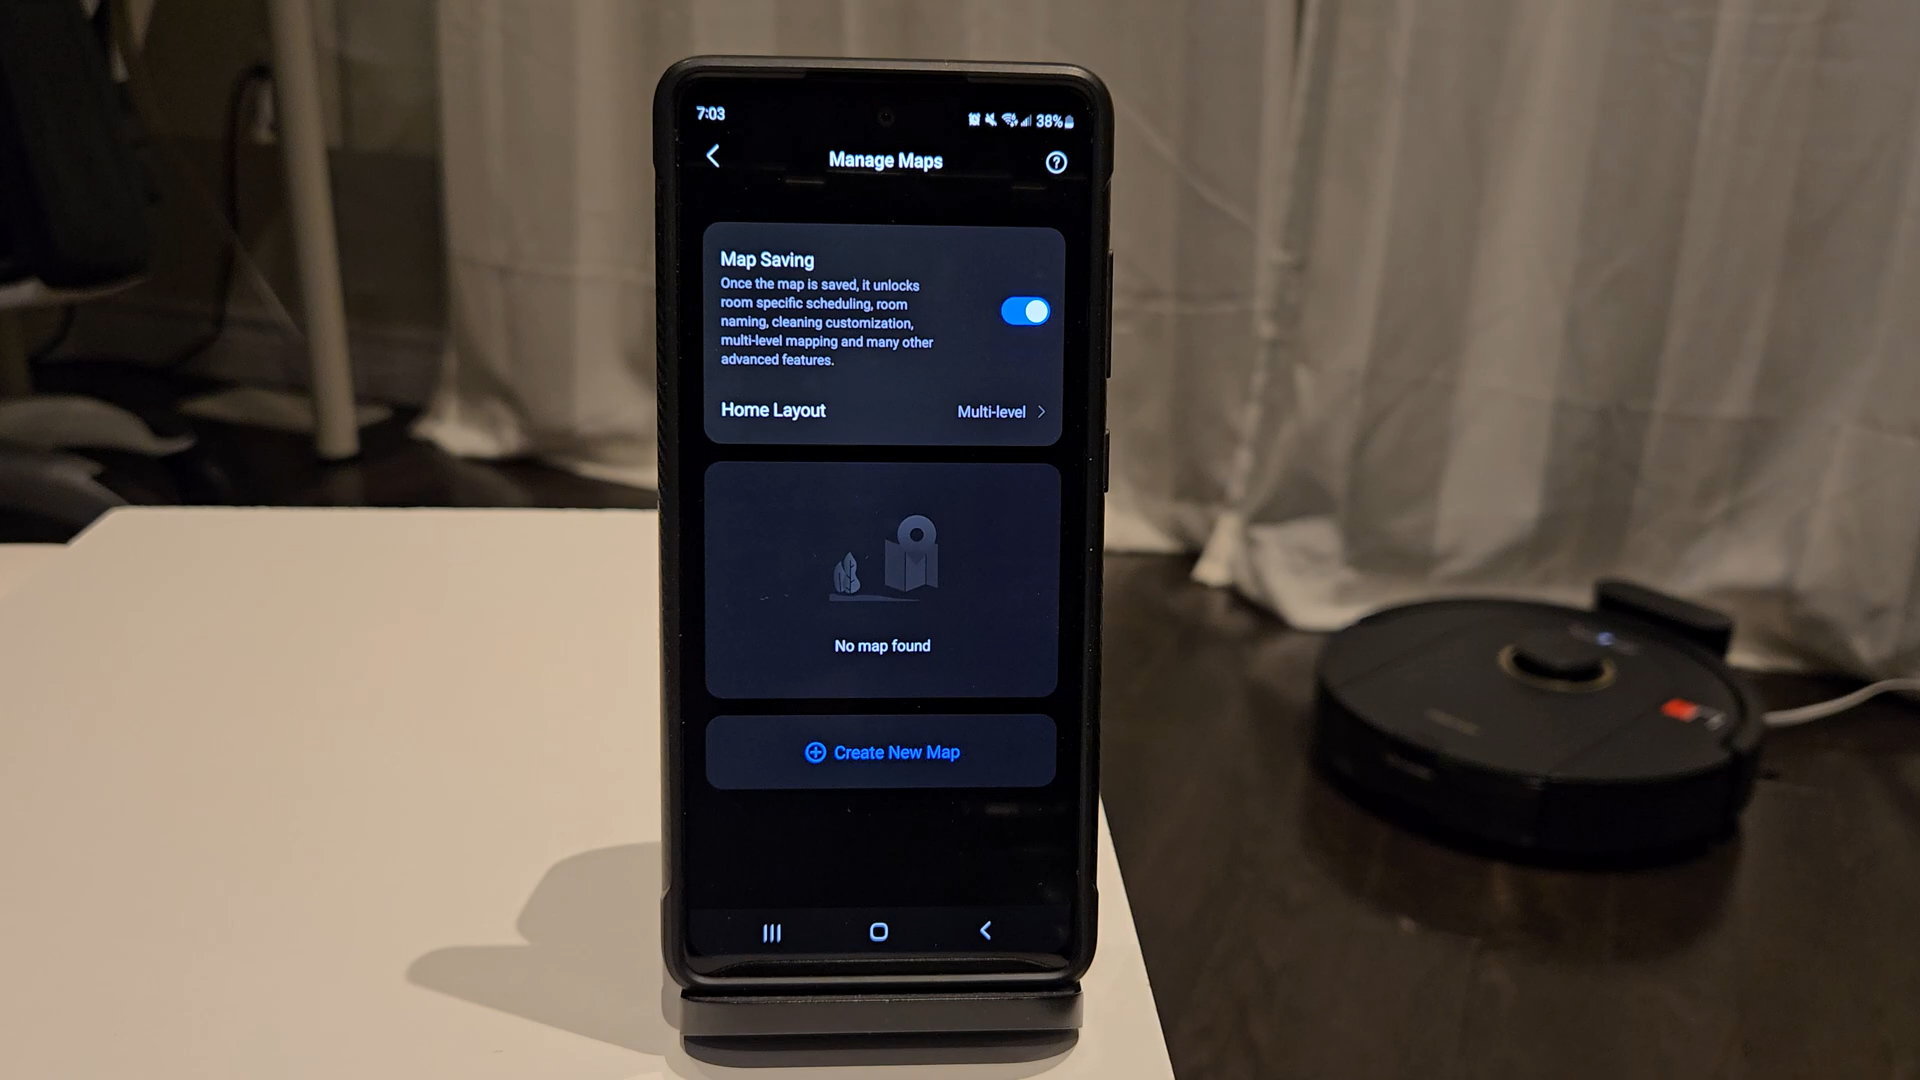 7:03
38%
Manage Maps
Map Saving
Once the map is saved, it unlocks
room specific scheduling, room
naming, cleaning customization,
multi-level mapping and many other
advanced features.
Home Layout
Multi-level
No map found
Create New Map